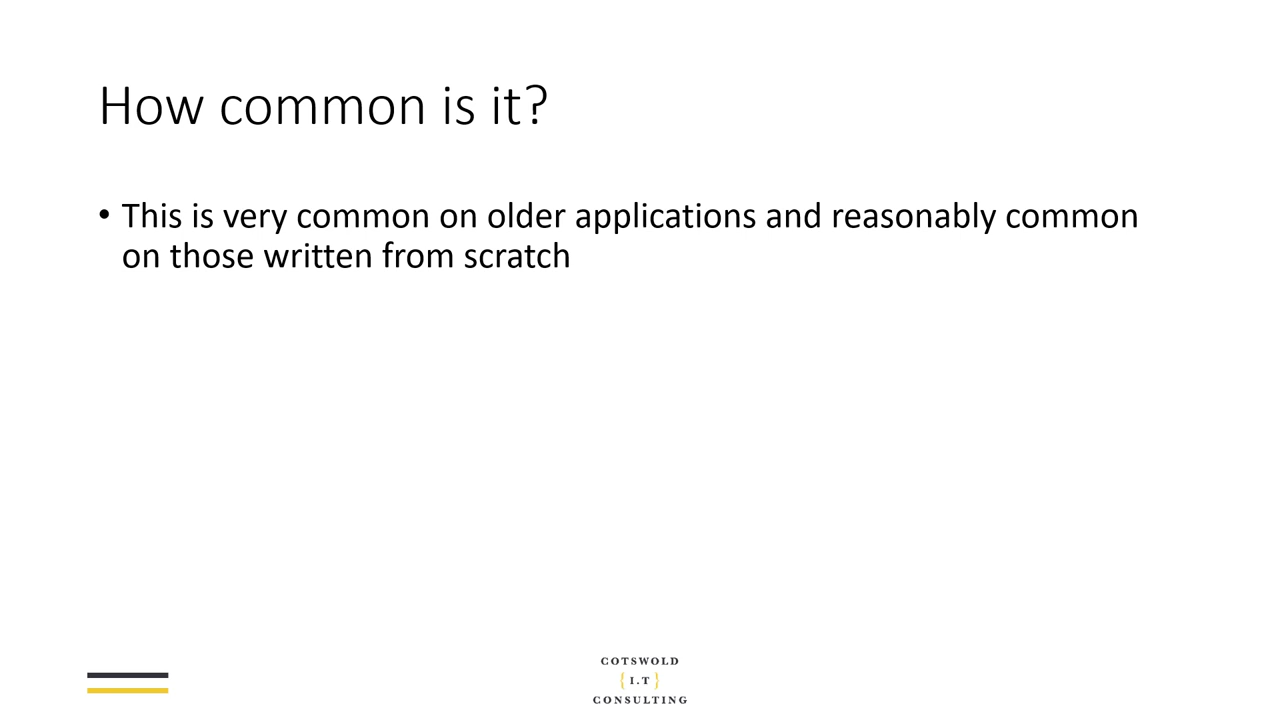 How common is it?
• This is very common on older applications and reasonably common
on those written from scratch
COTSWOLD
{ I.T }
CONSULTING